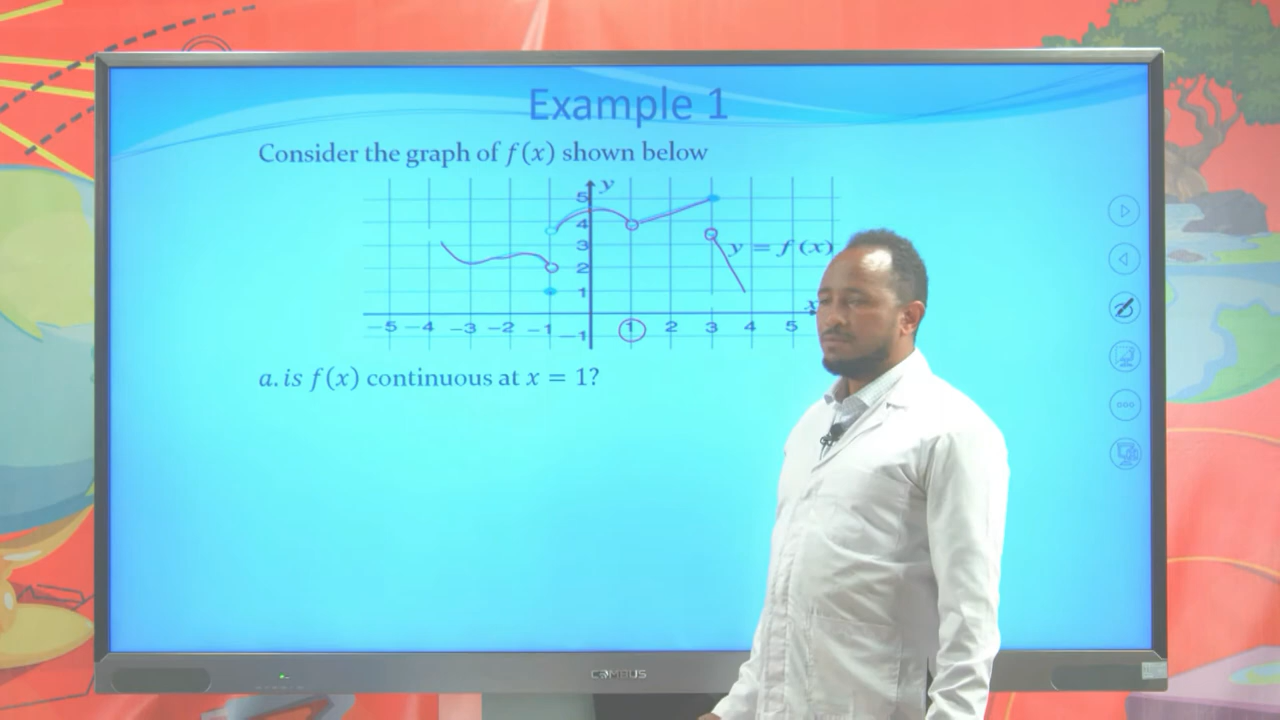 Example 1
Consider the graph of f(x) shown below
y
5
4
3
2
1
y = f(x)
x
−5 −4 −3 −2 −1 1 2 3 4 5
−1
a. is f(x) continuous at x = 1?
COMBUS